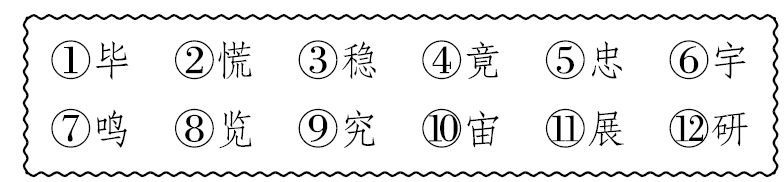 ①毕 ②慌 ③稳 ④竟 ⑤忠 ⑥宇
⑦鸣 ⑧览 ⑨究 ⑩宙 ⑪展 ⑫研